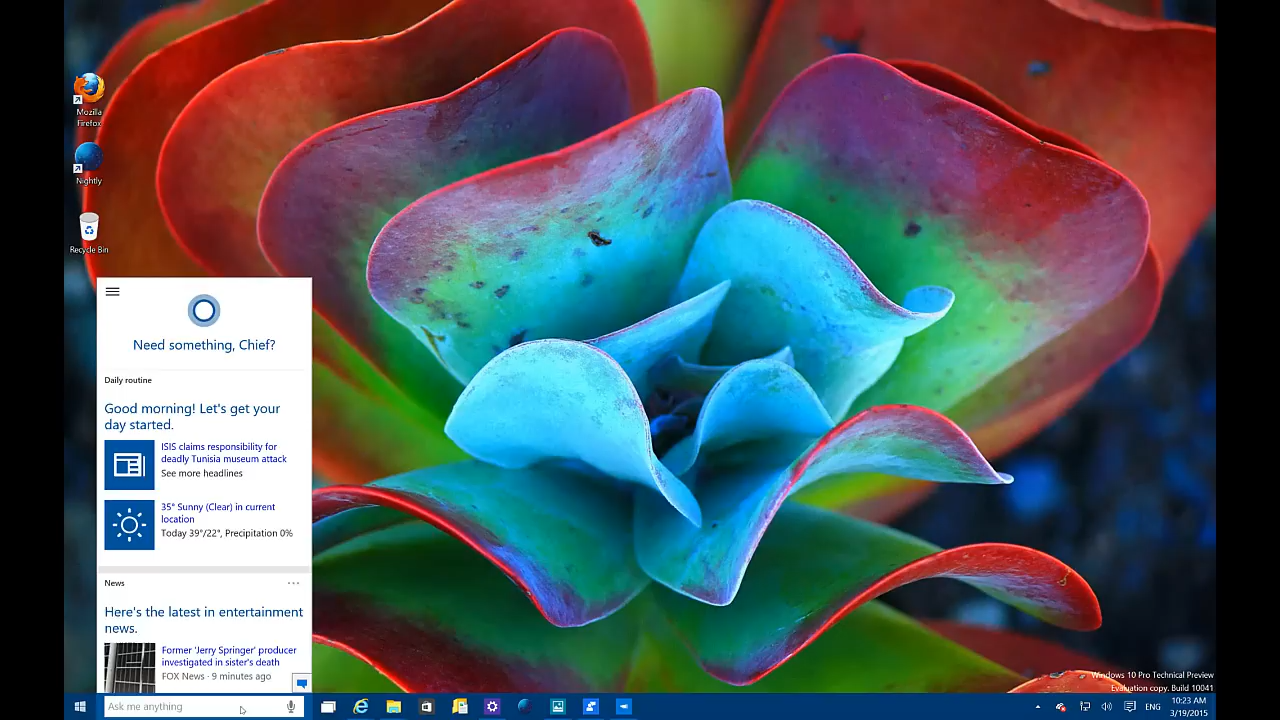 Mozilla
Firefox
Nightly
Recycle Bin
Need something, Chief?
Daily routine
Good morning! Let's get your
day started.
ISIS claims responsibility for
deadly Tunisia museum attack
See more headlines
35° Sunny (Clear) in current
location
Today 39°/22°, Precipitation 0%
News
Here's the latest in entertainment
news.
Former 'Jerry Springer' producer
investigated in sister's death
FOX News · 9 minutes ago
Ask me anything
Windows 10 Pro Technical Preview
Evaluation copy. Build 10041
ENG
10:23 AM
3/19/2015